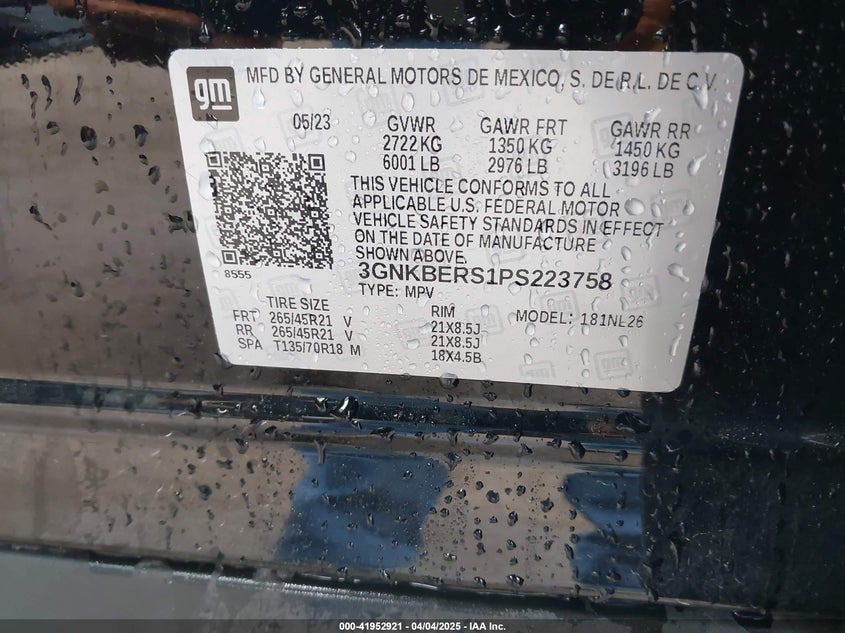 gm
MFD BY GENERAL MOTORS DE MEXICO, S. DE R.L. DE C.V.
05/23 GVWR GAWR FRT GAWR RR
2722 KG 1350 KG 1450 KG
6001 LB 2976 LB 3196 LB
THIS VEHICLE CONFORMS TO ALL
APPLICABLE U.S. FEDERAL MOTOR
VEHICLE SAFETY STANDARDS IN EFFECT
ON THE DATE OF MANUFACTURE
SHOWN ABOVE.
8555
3GNKBERS1PS223758
TYPE: MPV
TIRE SIZE RIM MODEL: 181NL26
FRT 265/45R21 V 21X8.5J
RR 265/45R21 V 21X8.5J
SPA T135/70R18 M 18X4.5B
000-41952921 - 04/04/2025 - IAA Inc.